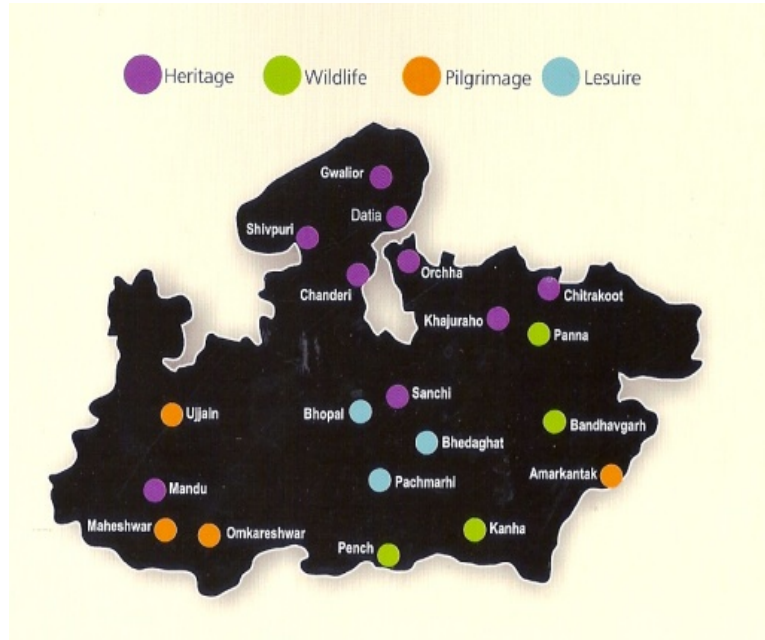 Heritage Wildlife Pilgrimage Lesuire
Gwalior
Datia
Shivpuri
Orchha
Chanderi
Chitrakoot
Khajuraho
Panna
Sanchi
Ujjain
Bhopal
Bandhavgarh
Bhedaghat
Amarkantak
Pachmarhi
Mandu
Maheshwar
Omkareshwar
Kanha
Pench